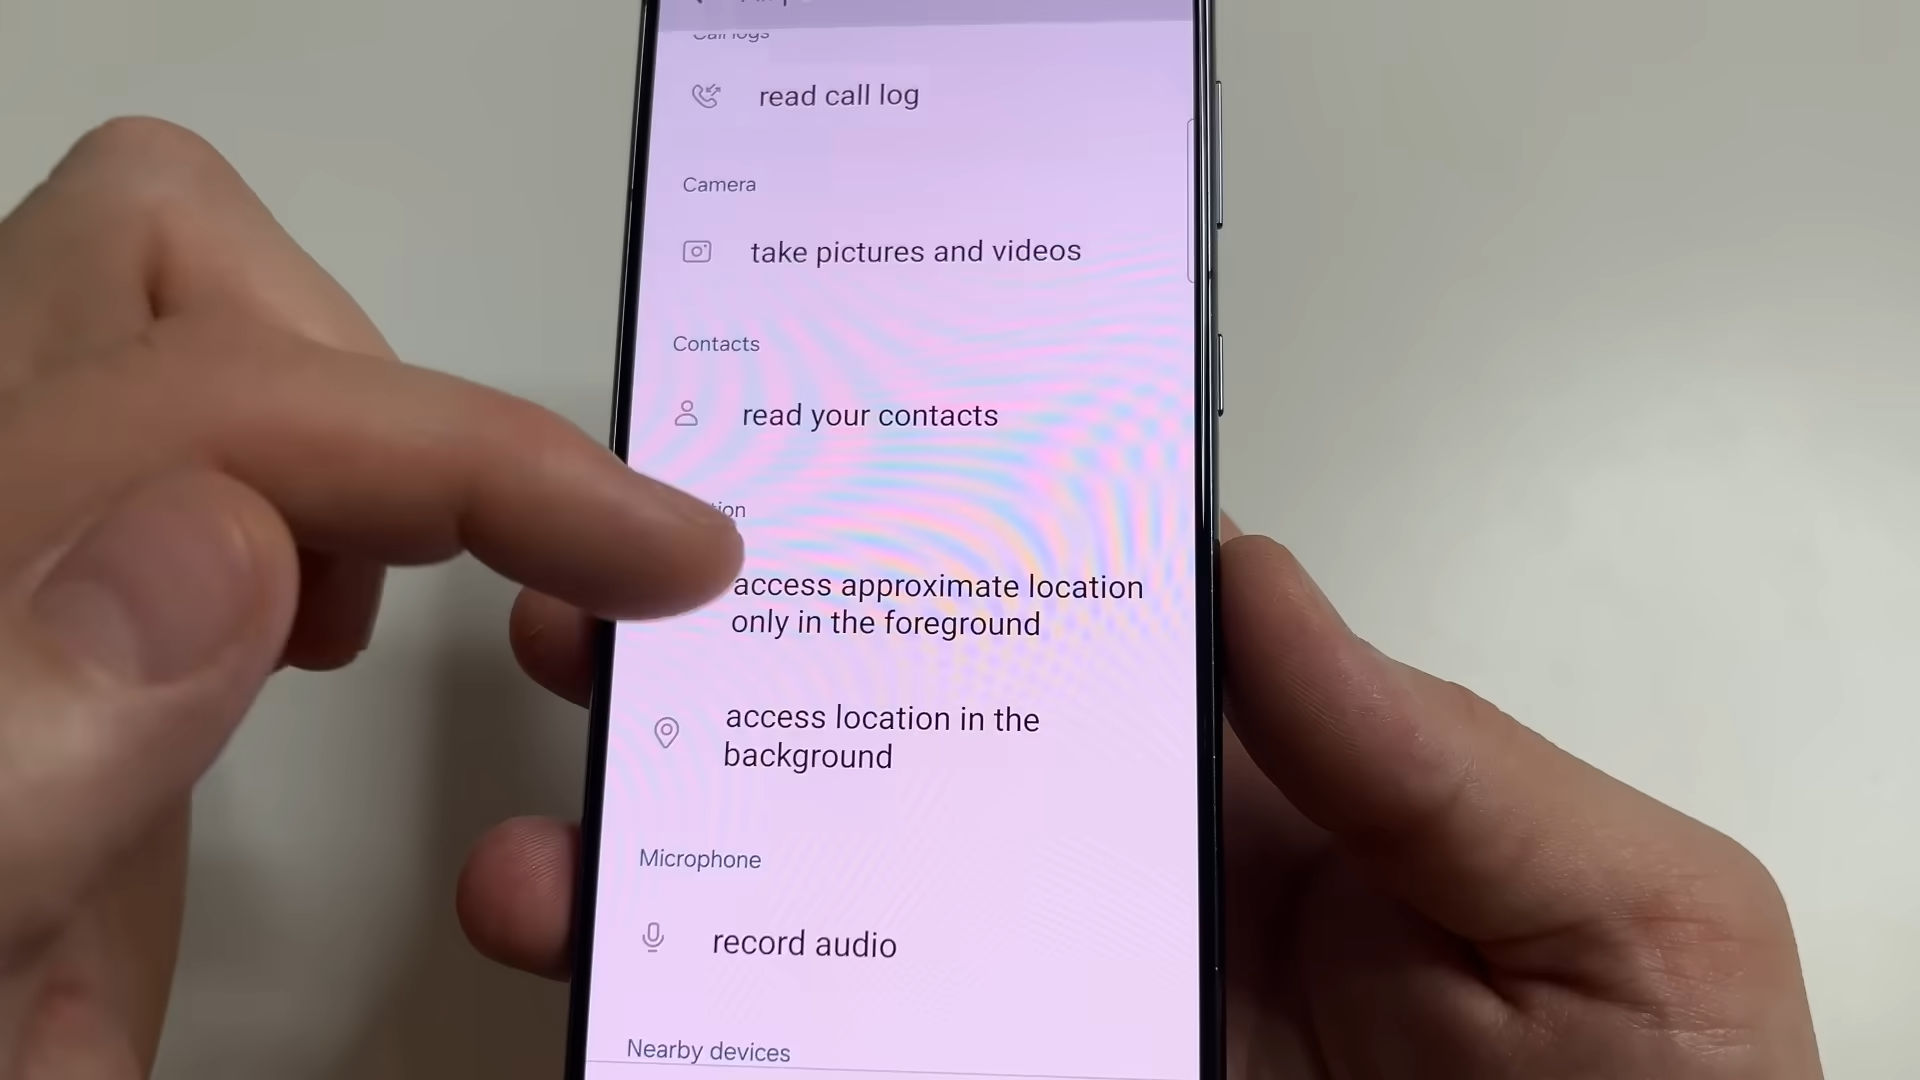 Call logs
read call log
Camera
take pictures and videos
Contacts
read your contacts
tion
access approximate location
only in the foreground
access location in the
background
Microphone
record audio
Nearby devices